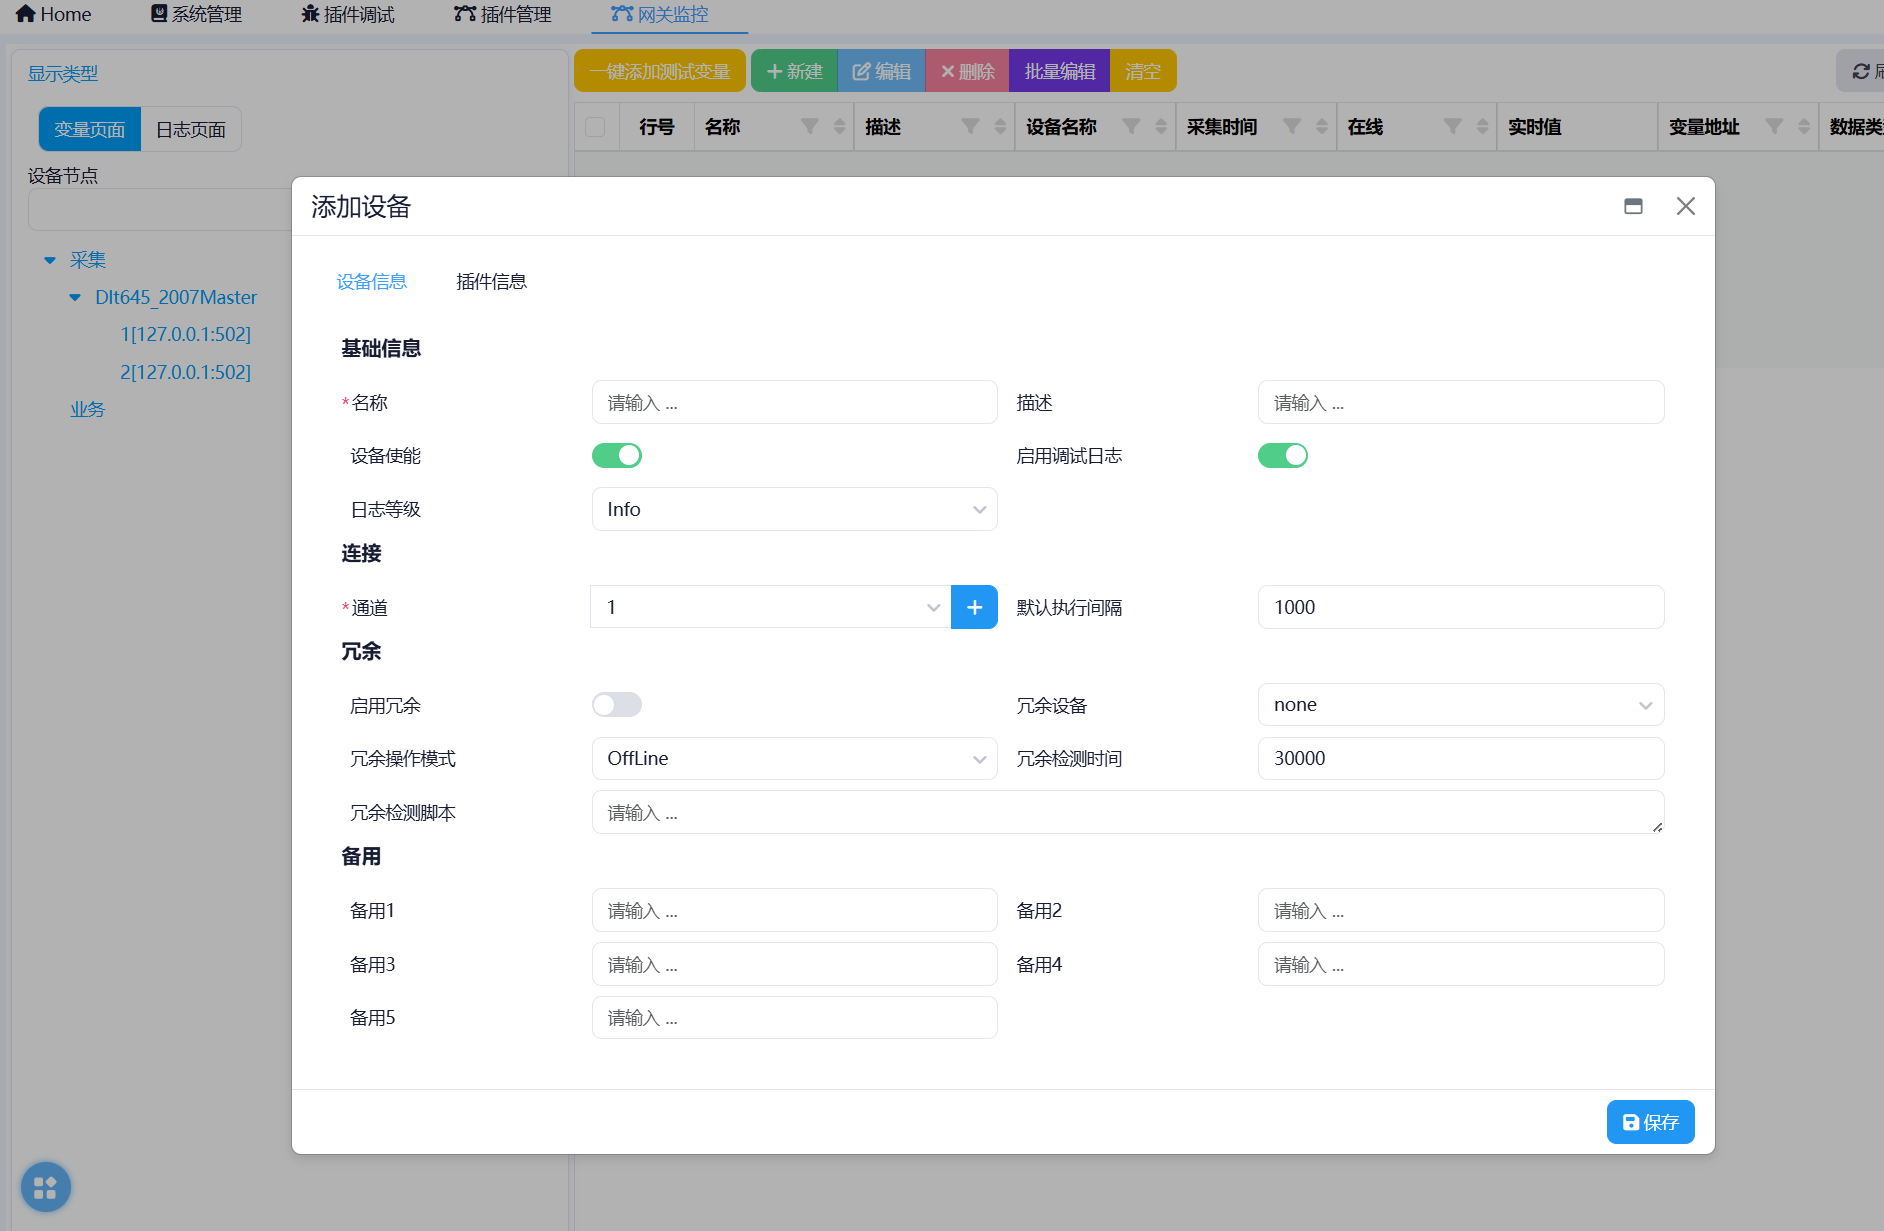 Home 系统管理 插件调试 插件管理 网关监控
显示类型
变量页面 日志页面
设备节点
采集
Dlt645_2007Master
1[127.0.0.1:502]
2[127.0.0.1:502]
业务
一键添加测试变量 新建 编辑 删除 批量编辑 清空
行号 名称 描述 设备名称 采集时间 在线 实时值 变量地址 数据类
添加设备
设备信息 插件信息
基础信息
*名称 请输入 ... 描述 请输入 ...
设备使能 启用调试日志
日志等级 Info
连接
*通道 1 默认执行间隔 1000
冗余
启用冗余 冗余设备 none
冗余操作模式 OffLine 冗余检测时间 30000
冗余检测脚本 请输入 ...
备用
备用1 请输入 ... 备用2 请输入 ...
备用3 请输入 ... 备用4 请输入 ...
备用5 请输入 ...
保存